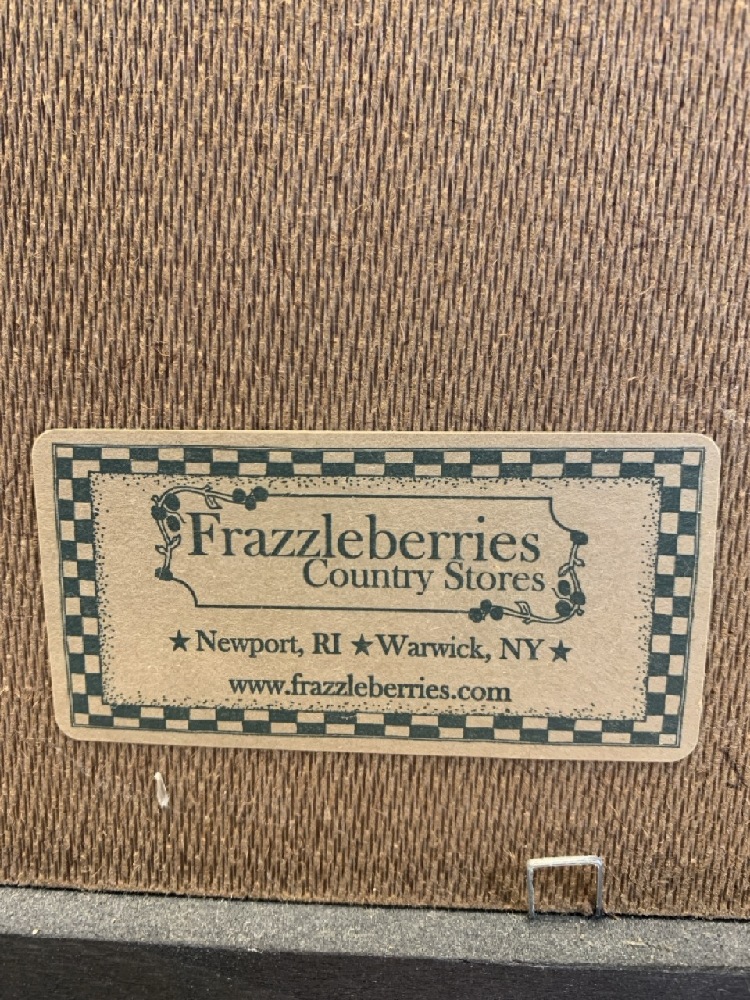 Frazzleberries
Country Stores
★ Newport, RI ★ Warwick, NY ★
www.frazzleberries.com